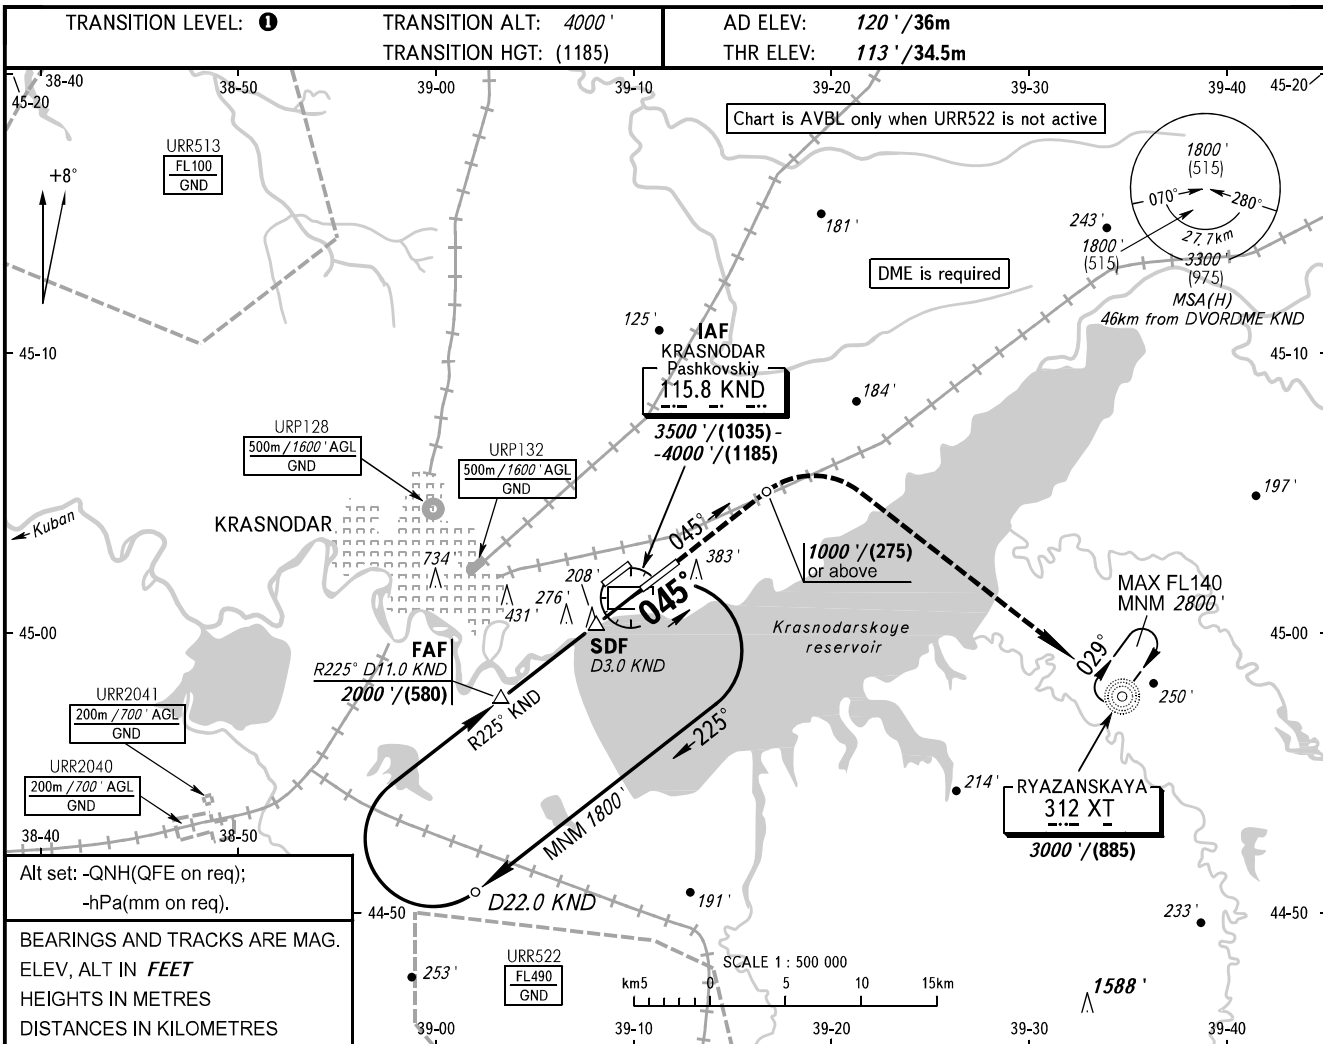 TRANSITION LEVEL: 1 TRANSITION ALT: 4000 ' AD ELEV: 120 ' / 36m
TRANSITION HGT: (1185) THR ELEV: 113 ' / 34.5m
38-40 38-50 39-00 39-10 39-20 39-30 39-40 45-20
45-20
Chart is AVBL only when URR522 is not active
URR513
FL100
GND
+8°
1800 '
(515)
070° 280°
27.7km
1800 '
(515)
3300
(975)
MSA(H)
46km from DVORDME KND
243 '
181 '
DME is required
125 '
IAF
KRASNODAR
Pashkovskiy
115.8 KND
3500 ' / (1035) -
-4000 ' / (1185)
45-10 45-10
184 '
URP128
500m / 1600 ' AGL
GND
URP132
500m / 1600 ' AGL
GND
197 '
KRASNODAR
Kuban
734
045°
383 '
1000 ' / (275)
or above
208 '
276 '
431 '
045°
MAX FL140
MNM 2800 '
45-00 45-00
Krasnodarskoye
reservoir
SDF
D3.0 KND
FAF
R225° D11.0 KND
2000 ' / (580)
029°
250 '
R225° KND
225°
URR2041
200m / 700 ' AGL
GND
URR2040
200m / 700 ' AGL
GND
214 '
RYAZANSKAYA
312 XT
3000 ' / (885)
MNM 1800 '
38-40 38-50
Alt set: -QNH(QFE on req);
-hPa(mm on req).
D22.0 KND
191 '
44-50 44-50
233 '
BEARINGS AND TRACKS ARE MAG.
ELEV, ALT IN FEET
HEIGHTS IN METRES
DISTANCES IN KILOMETRES
253 '
URR522
FL490
GND
SCALE 1 : 500 000
km5 0 5 10 15km
1588 '
39-00 39-10 39-20 39-30 39-40